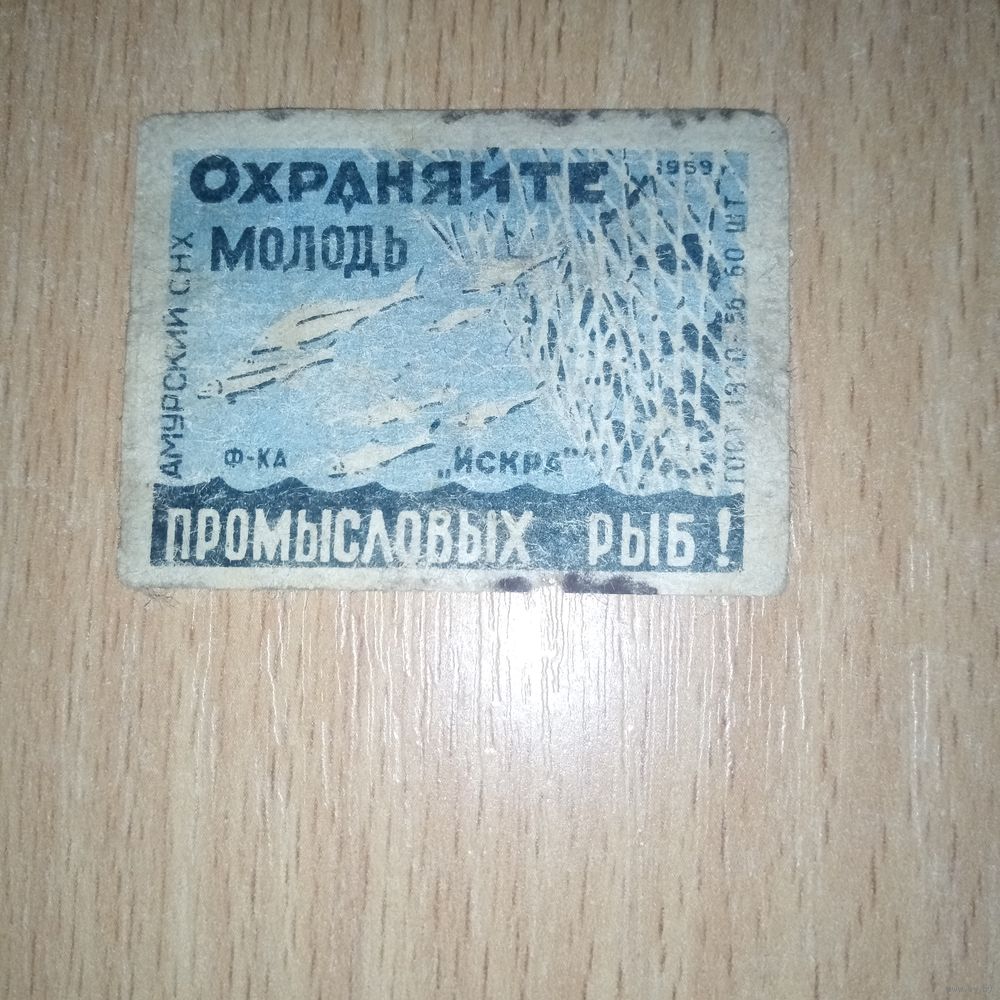 ОХРАНЯЙТЕ
1959
МОЛОДЬ
АМУРСКИЙ СНХ
ГОСТ 1820-56 60 ШТ
Ф-КА „ИСКРА"
ПРОМЫСЛОВЫХ РЫБ!